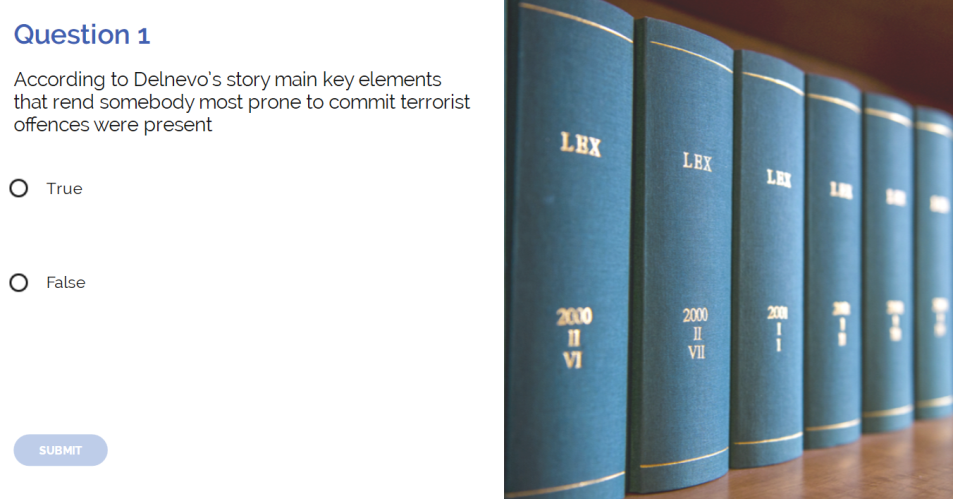 Question 1
According to Delnevo's story main key elements
that rend somebody most prone to commit terrorist
offences were present
True
False
SUBMIT
LEX
2000
II
VI
LEX
2000
II
VII
LEX
2001
I
1